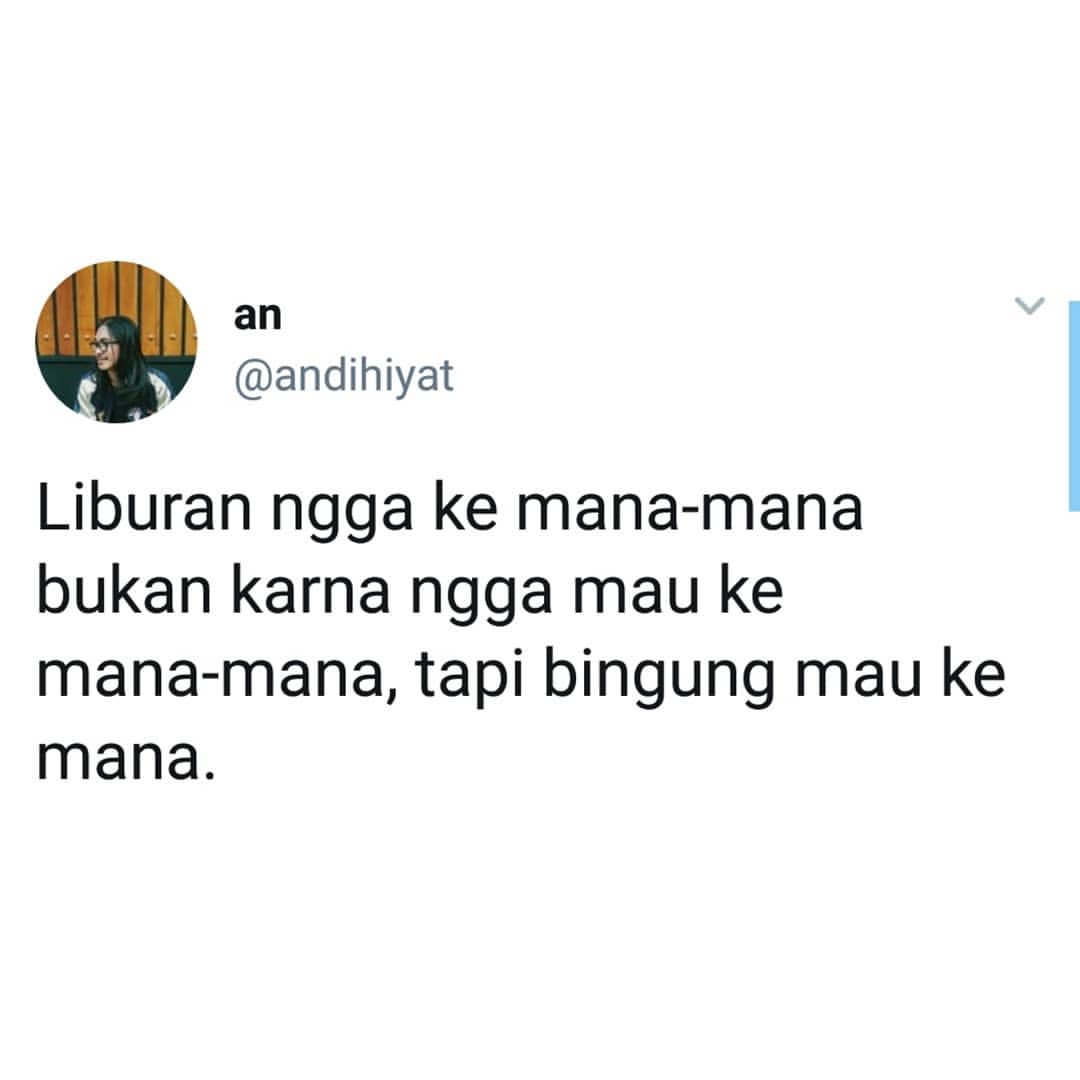 an
@andihiyat
Liburan ngga ke mana-mana
bukan karna ngga mau ke
mana-mana, tapi bingung mau ke
mana.